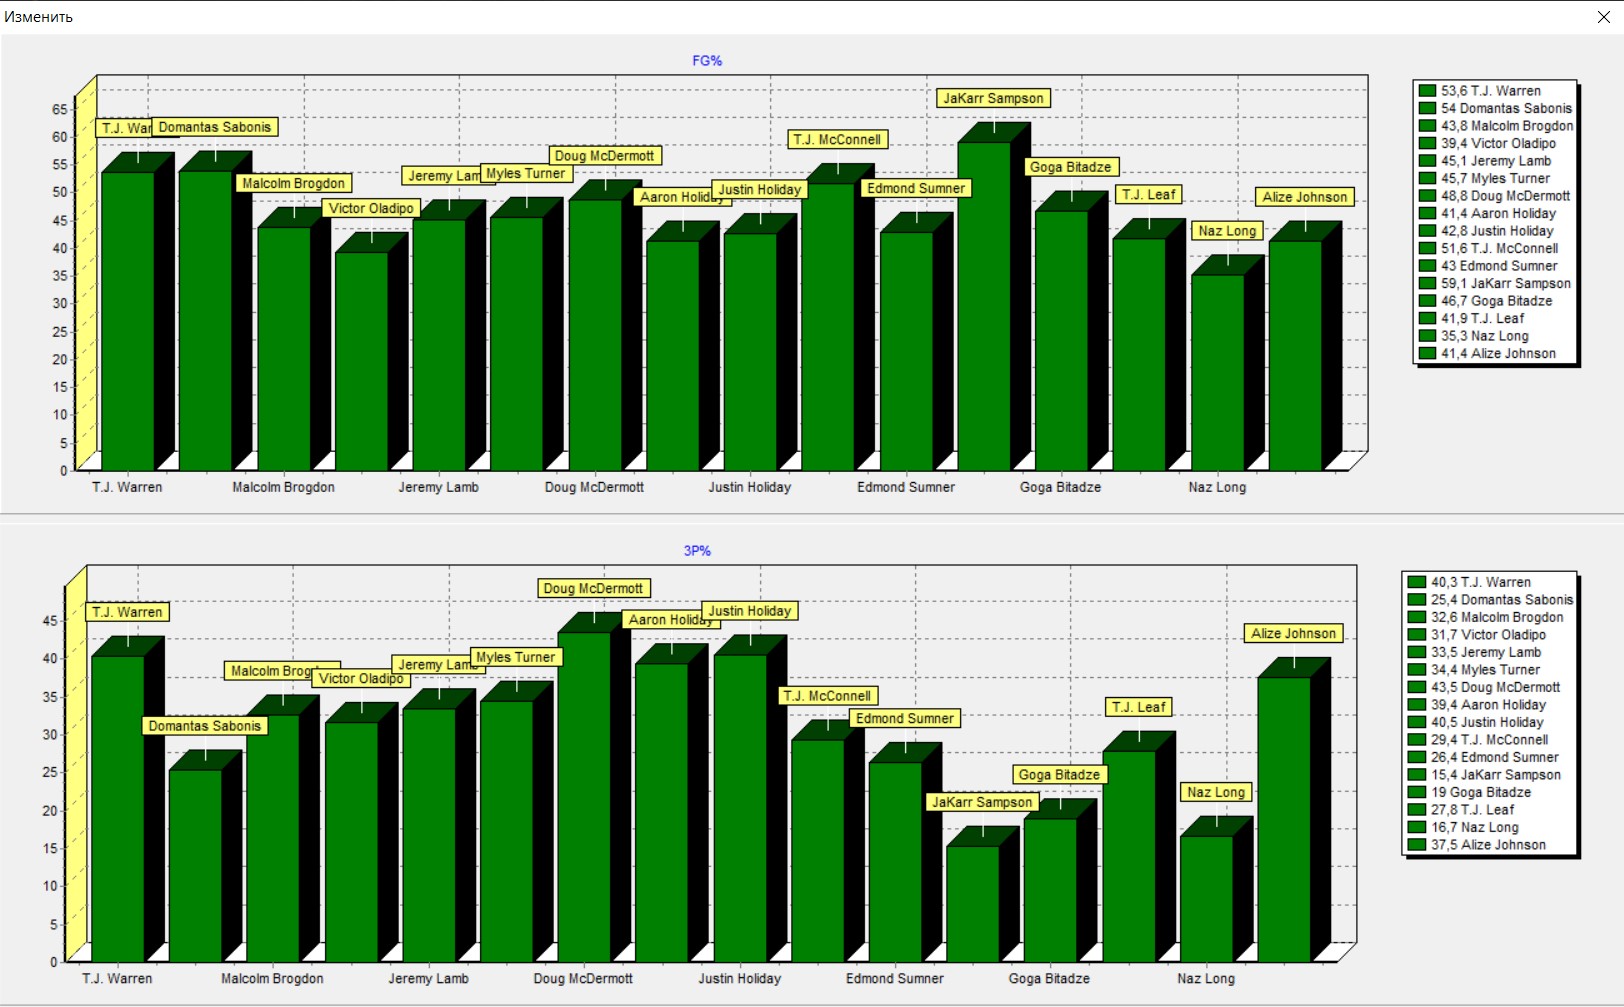 Изменить
FG%
65
60
55
50
45
40
35
30
25
20
15
10
5
0
T.J. War
Domantas Sabonis
Malcolm Brogdon
Victor Oladipo
Jeremy Lam
Myles Turner
Doug McDermott
Aaron Holiday
Justin Holiday
T.J. McConnell
Edmond Sumner
JaKarr Sampson
Goga Bitadze
T.J. Leaf
Naz Long
Alize Johnson
T.J. Warren
Malcolm Brogdon
Jeremy Lamb
Doug McDermott
Justin Holiday
Edmond Sumner
Goga Bitadze
Naz Long
53,6 T.J. Warren
54 Domantas Sabonis
43,8 Malcolm Brogdon
39,4 Victor Oladipo
45,1 Jeremy Lamb
45,7 Myles Turner
48,8 Doug McDermott
41,4 Aaron Holiday
42,8 Justin Holiday
51,6 T.J. McConnell
43 Edmond Sumner
59,1 JaKarr Sampson
46,7 Goga Bitadze
41,9 T.J. Leaf
35,3 Naz Long
41,4 Alize Johnson
3P%
45
40
35
30
25
20
15
10
5
0
T.J. Warren
Domantas Sabonis
Malcolm Brog
Victor Oladipo
Jeremy Lamb
Myles Turner
Doug McDermott
Aaron Holiday
Justin Holiday
T.J. McConnell
Edmond Sumner
JaKarr Sampson
Goga Bitadze
T.J. Leaf
Naz Long
Alize Johnson
T.J. Warren
Malcolm Brogdon
Jeremy Lamb
Doug McDermott
Justin Holiday
Edmond Sumner
Goga Bitadze
Naz Long
40,3 T.J. Warren
25,4 Domantas Sabonis
32,6 Malcolm Brogdon
31,7 Victor Oladipo
33,5 Jeremy Lamb
34,4 Myles Turner
43,5 Doug McDermott
39,4 Aaron Holiday
40,5 Justin Holiday
29,4 T.J. McConnell
26,4 Edmond Sumner
15,4 JaKarr Sampson
19 Goga Bitadze
27,8 T.J. Leaf
16,7 Naz Long
37,5 Alize Johnson